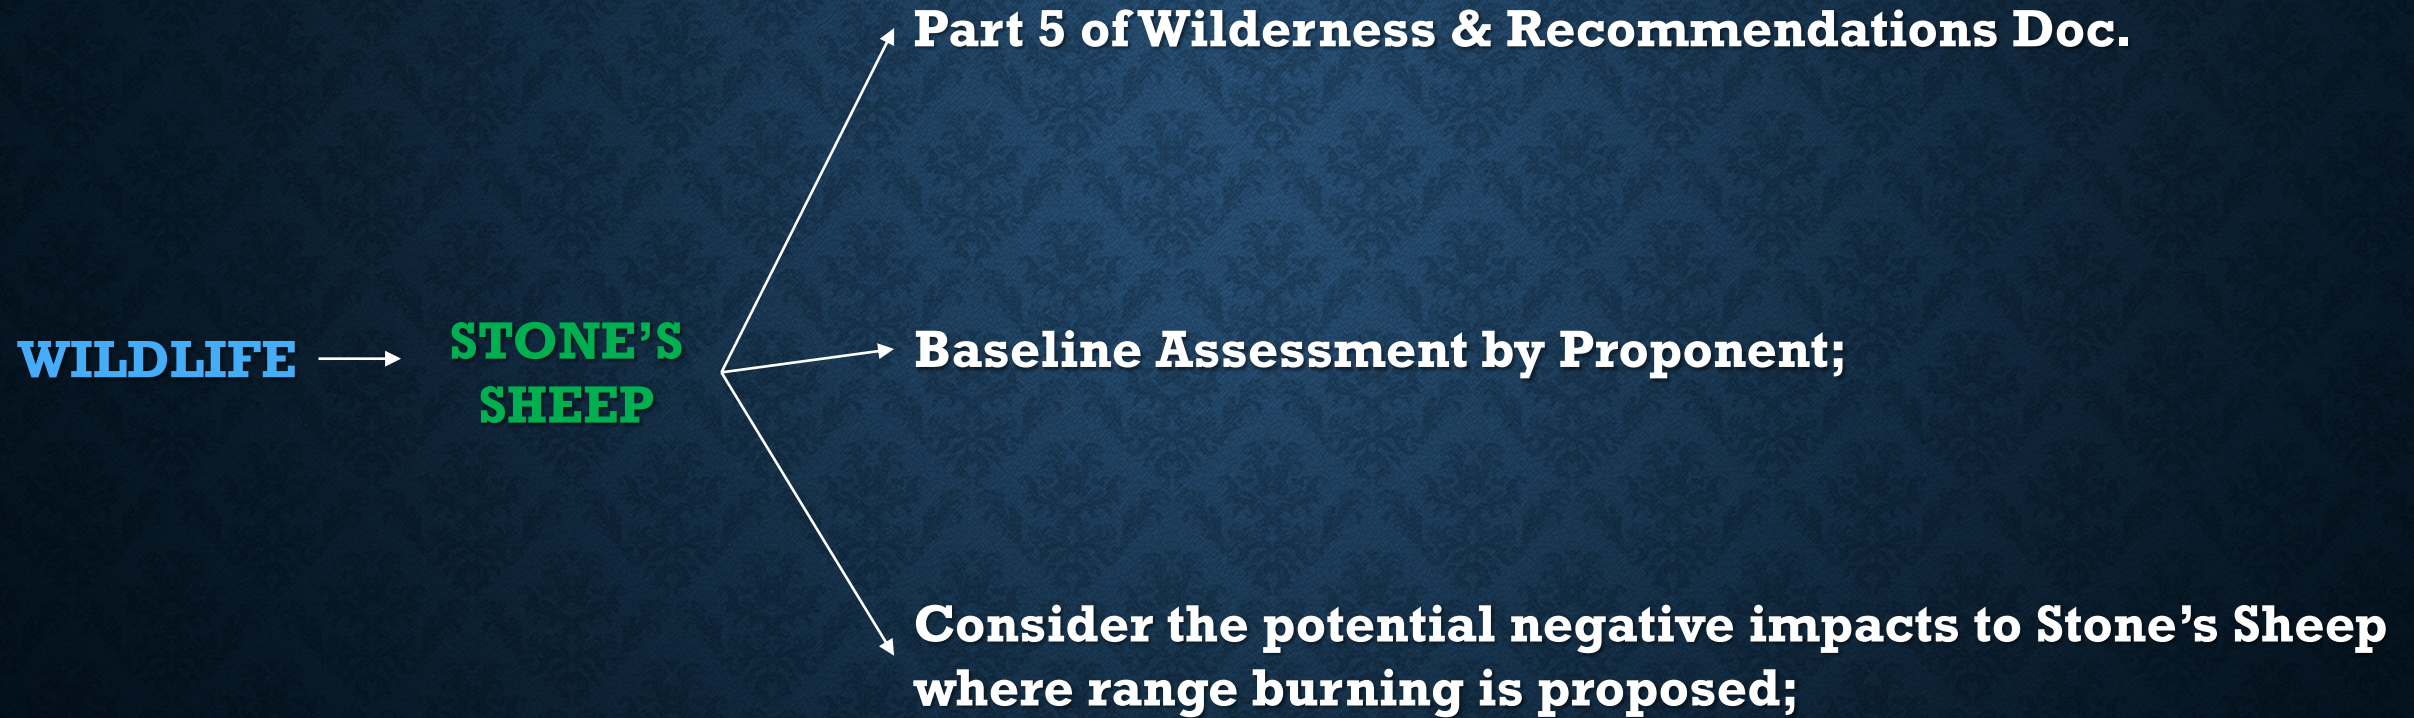 WILDLIFE
STONE’S
SHEEP
Part 5 of Wilderness & Recommendations Doc.
Baseline Assessment by Proponent;
Consider the potential negative impacts to Stone’s Sheep
where range burning is proposed;